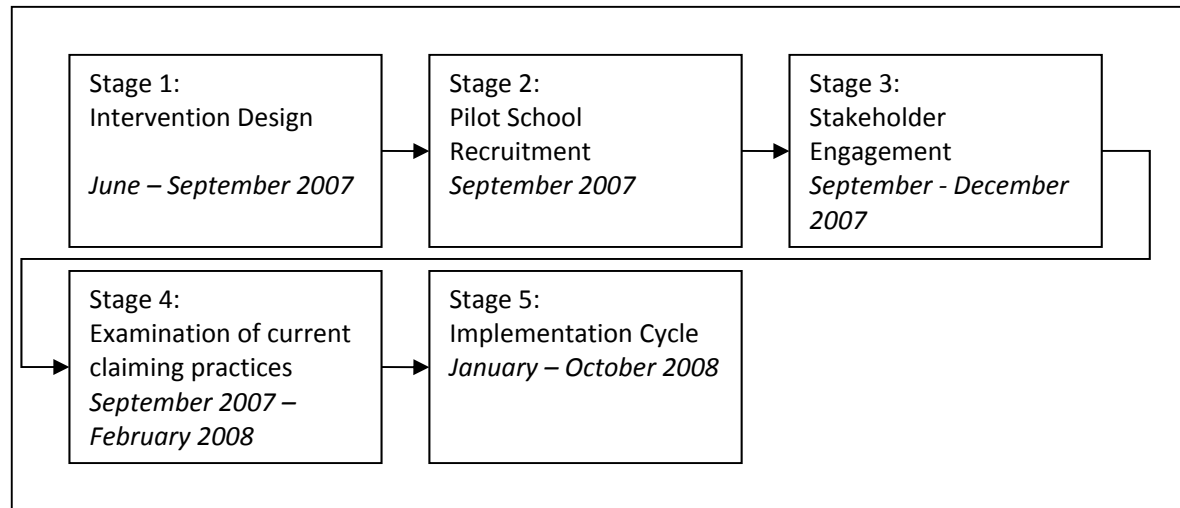 Stage 1:
Intervention Design
June – September 2007
Stage 2:
Pilot School
Recruitment
September 2007
Stage 3:
Stakeholder
Engagement
September - December
2007
Stage 4:
Examination of current
claiming practices
September 2007 –
February 2008
Stage 5:
Implementation Cycle
January – October 2008